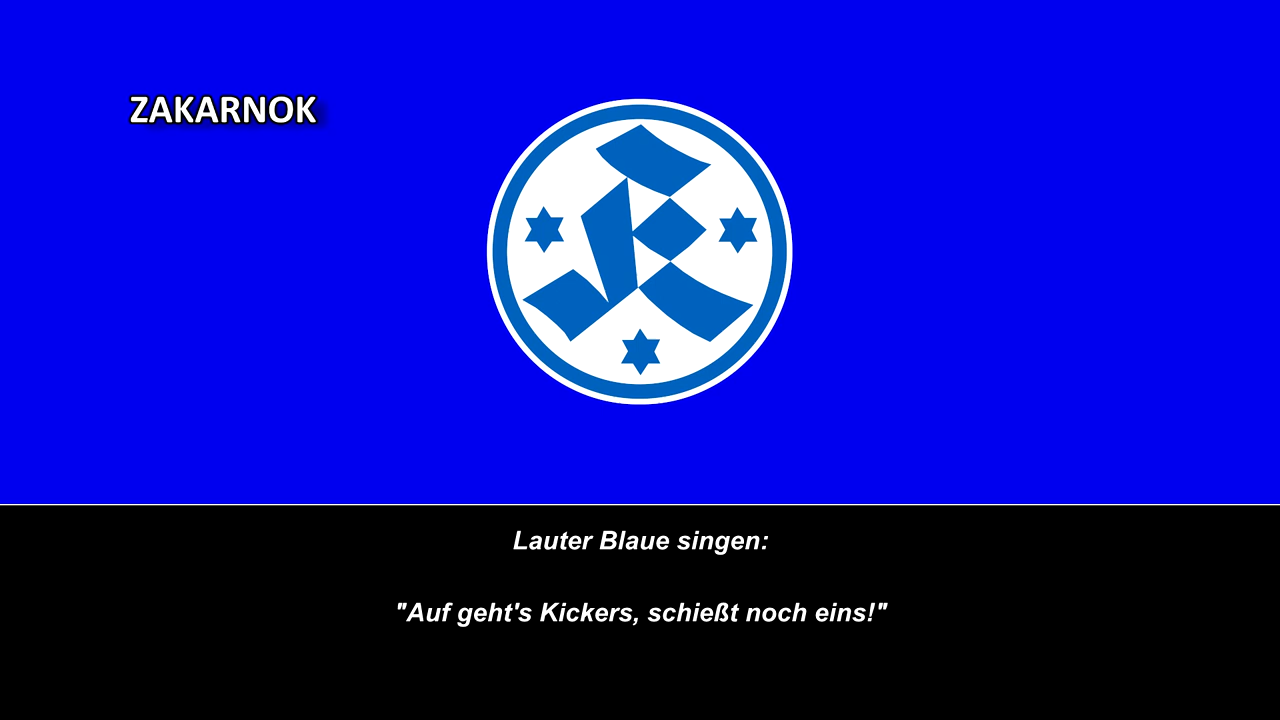 ZAKARNOK
Lauter Blaue singen:
"Auf geht's Kickers, schießt noch eins!"